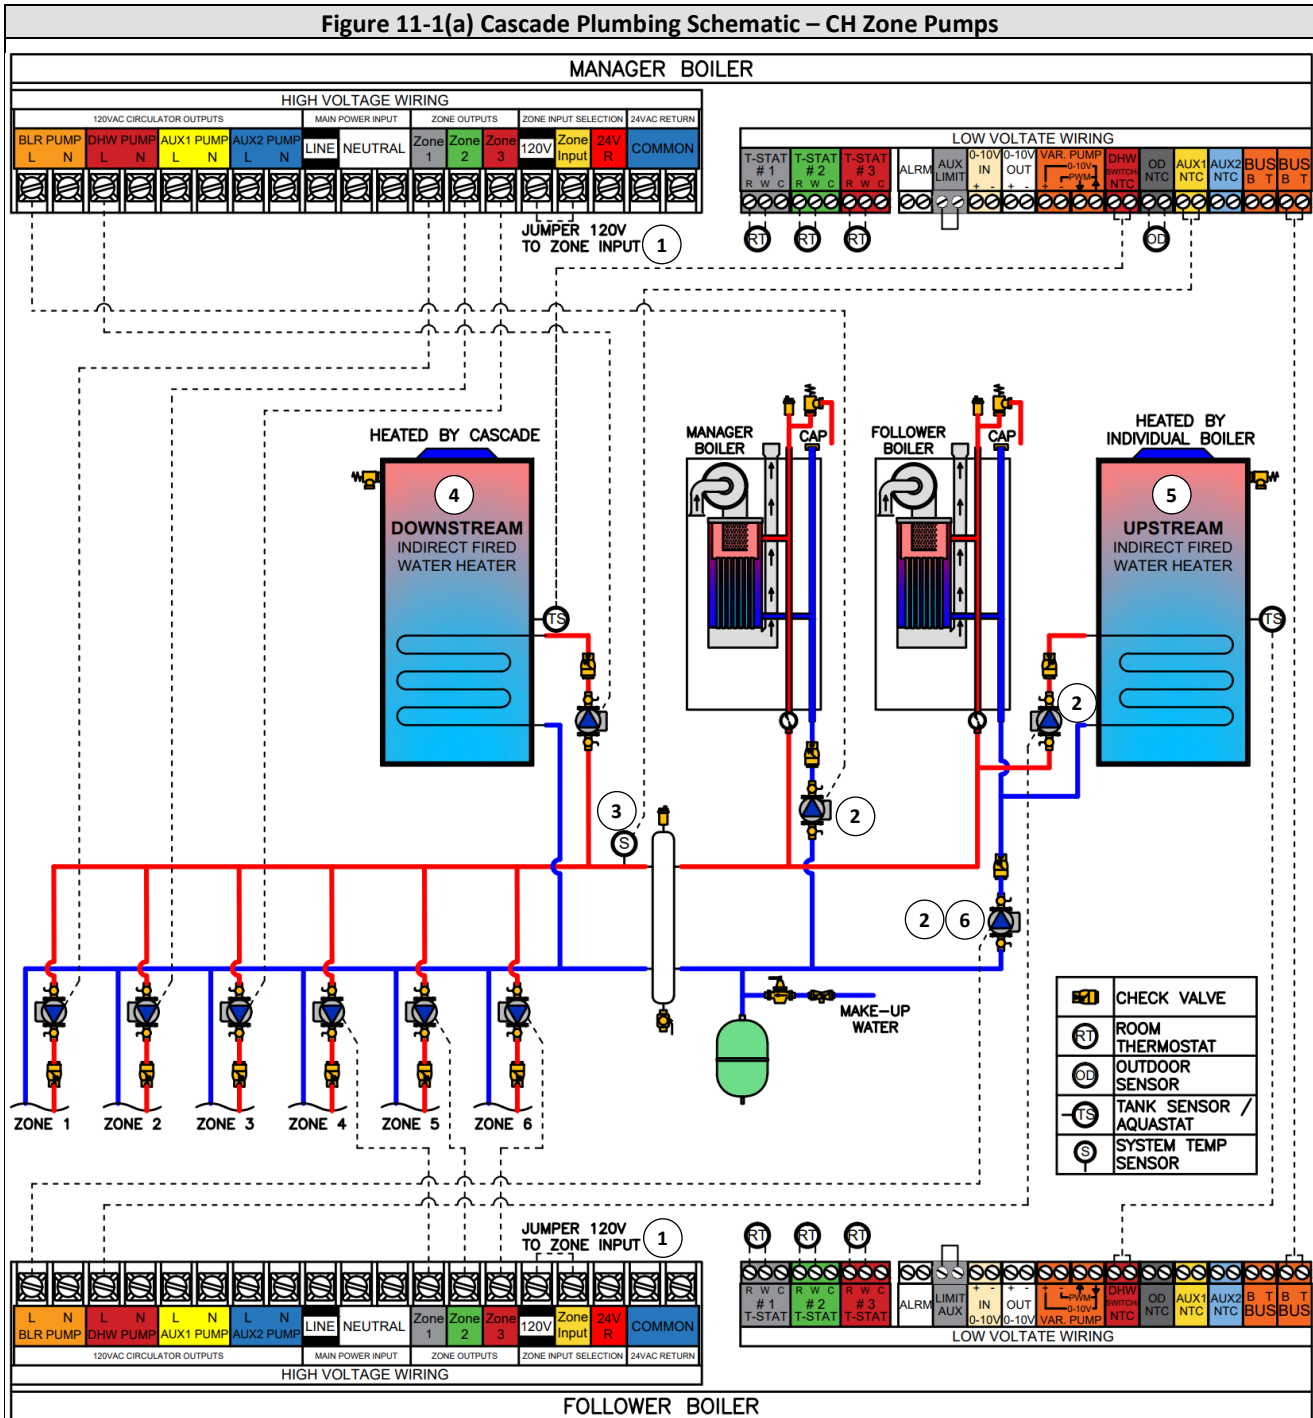 Figure 11-1(a) Cascade Plumbing Schematic – CH Zone Pumps
MANAGER BOILER
HIGH VOLTAGE WIRING
120VAC CIRCULATOR OUTPUTS MAIN POWER INPUT ZONE OUTPUTS ZONE INPUT SELECTION 24VAC RETURN
BLR PUMP DHW PUMP AUX1 PUMP AUX2 PUMP LINE NEUTRAL Zone 1 Zone 2 Zone 3 120V Zone Input 24V R COMMON
L N L N L N L N
LOW VOLTATE WIRING
T-STAT # 1 T-STAT # 2 T-STAT # 3 ALRM AUX LIMIT 0-10V IN 0-10V OUT VAR. PUMP DHW SWITCH/ NTC OD NTC AUX1 NTC AUX2 NTC BUS BUS
0-10V
PWM
R W C R W C R W C + - + - + - B T B T
JUMPER 120V
TO ZONE INPUT 1
RT RT RT OD
HEATED BY CASCADE
MANAGER
BOILER
CAP
FOLLOWER
BOILER
CAP
HEATED BY
INDIVIDUAL BOILER
4
DOWNSTREAM
INDIRECT FIRED
WATER HEATER
TS
5
UPSTREAM
INDIRECT FIRED
WATER HEATER
TS
2
3
S
2
2 6
MAKE-UP
WATER
ZONE 1 ZONE 2 ZONE 3 ZONE 4 ZONE 5 ZONE 6
CHECK VALVE
RT ROOM
THERMOSTAT
OD OUTDOOR
SENSOR
TS TANK SENSOR /
AQUASTAT
S SYSTEM TEMP
SENSOR
JUMPER 120V
TO ZONE INPUT 1
RT RT RT
L N L N L N L N
BLR PUMP DHW PUMP AUX1 PUMP AUX2 PUMP LINE NEUTRAL Zone 1 Zone 2 Zone 3 120V Zone Input 24V R COMMON
120VAC CIRCULATOR OUTPUTS MAIN POWER INPUT ZONE OUTPUTS ZONE INPUT SELECTION 24VAC RETURN
HIGH VOLTAGE WIRING
R W C R W C R W C + - + - + - B T B T
PWM
0-10V
# 1 T-STAT # 2 T-STAT # 3 T-STAT ALRM LIMIT AUX IN 0-10V OUT 0-10V VAR. PUMP DHW SWITCH/ NTC OD NTC AUX1 NTC AUX2 NTC BUS BUS
LOW VOLTATE WIRING
FOLLOWER BOILER